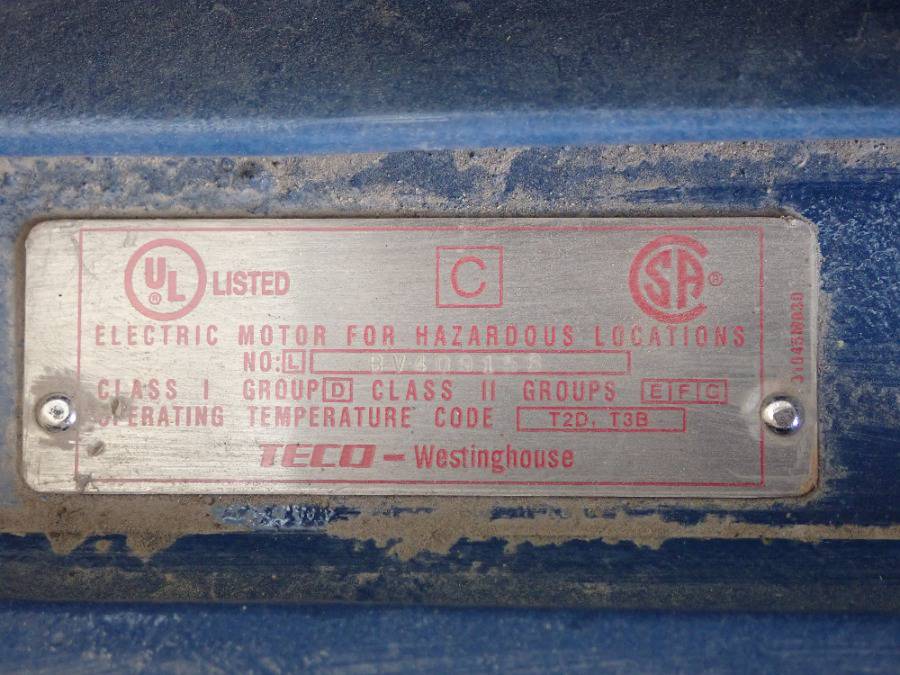 UL ® LISTED C SA ®
ELECTRIC MOTOR FOR HAZARDOUS LOCATIONS
NO: L
CLASS I GROUP D CLASS II GROUPS E F G
OPERATING TEMPERATURE CODE T2D, T3B
TECO - Westinghouse